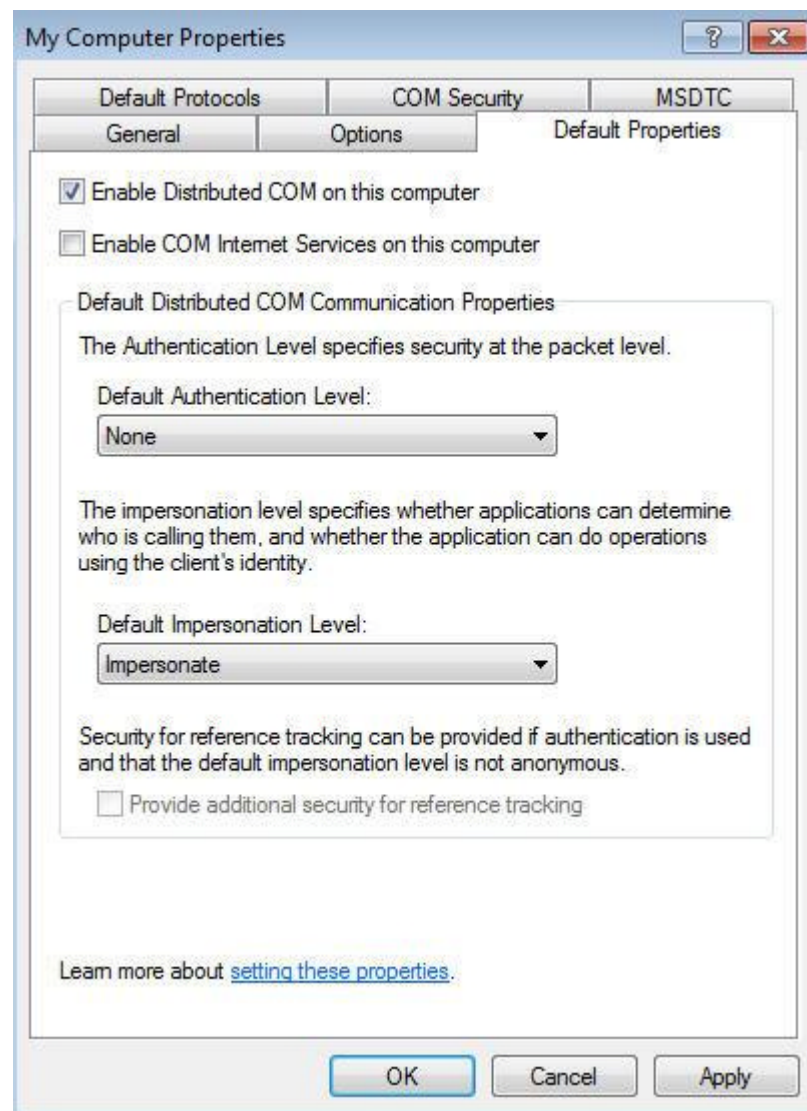 My Computer Properties
Default Protocols COM Security MSDTC
General Options Default Properties
Enable Distributed COM on this computer
Enable COM Internet Services on this computer
Default Distributed COM Communication Properties
The Authentication Level specifies security at the packet level.
Default Authentication Level:
None
The impersonation level specifies whether applications can determine
who is calling them, and whether the application can do operations
using the client's identity.
Default Impersonation Level:
Impersonate
Security for reference tracking can be provided if authentication is used
and that the default impersonation level is not anonymous.
Provide additional security for reference tracking
Learn more about setting these properties.
OK Cancel Apply